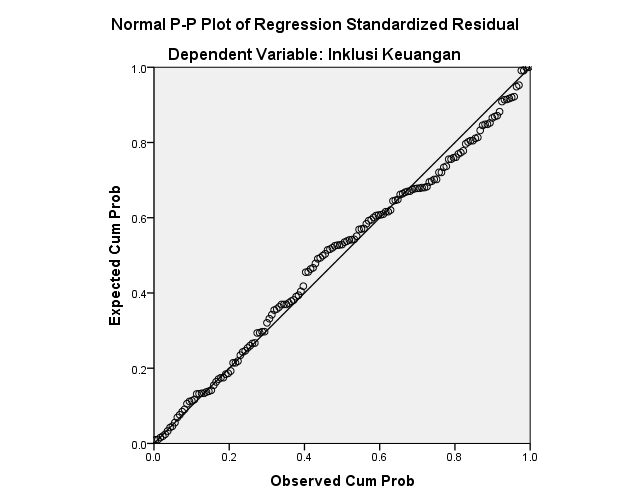 Normal P-P Plot of Regression Standardized Residual
Dependent Variable: Inklusi Keuangan
Expected Cum Prob
1.0
0.8
0.6
0.4
0.2
0.0
0.0 0.2 0.4 0.6 0.8 1.0
Observed Cum Prob